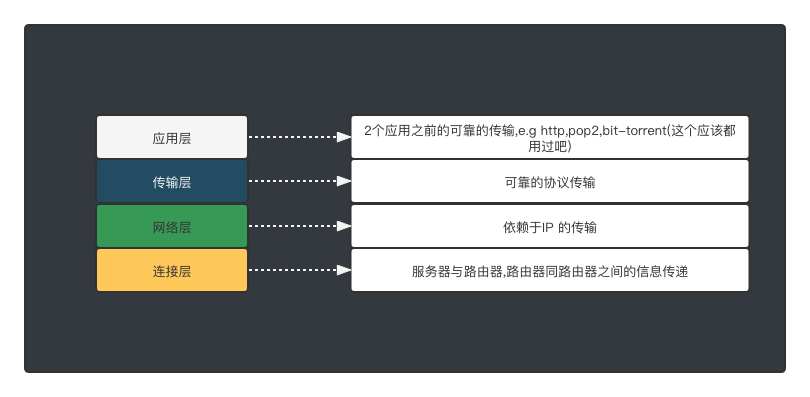 应用层
2个应用之前的可靠的传输,e.g http,pop2,bit-torrent(这个应该都
用过吧)
传输层
可靠的协议传输
网络层
依赖于IP 的传输
连接层
服务器与路由器,路由器同路由器之间的信息传递